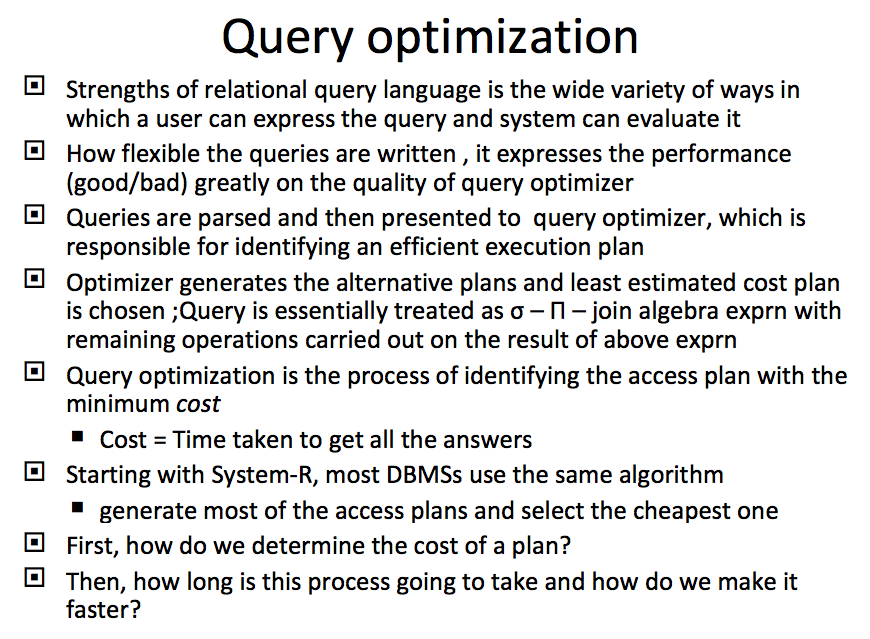 Query optimization
Strengths of relational query language is the wide variety of ways in
which a user can express the query and system can evaluate it
How flexible the queries are written , it expresses the performance
(good/bad) greatly on the quality of query optimizer
Queries are parsed and then presented to  query optimizer, which is
responsible for identifying an efficient execution plan
Optimizer generates the alternative plans and least estimated cost plan
is chosen ;Query is essentially treated as σ – Π – join algebra exprn with
remaining operations carried out on the result of above exprn
Query optimization is the process of identifying the access plan with the
minimum cost
Cost = Time taken to get all the answers
Starting with System-R, most DBMSs use the same algorithm
generate most of the access plans and select the cheapest one
First, how do we determine the cost of a plan?
Then, how long is this process going to take and how do we make it
faster?